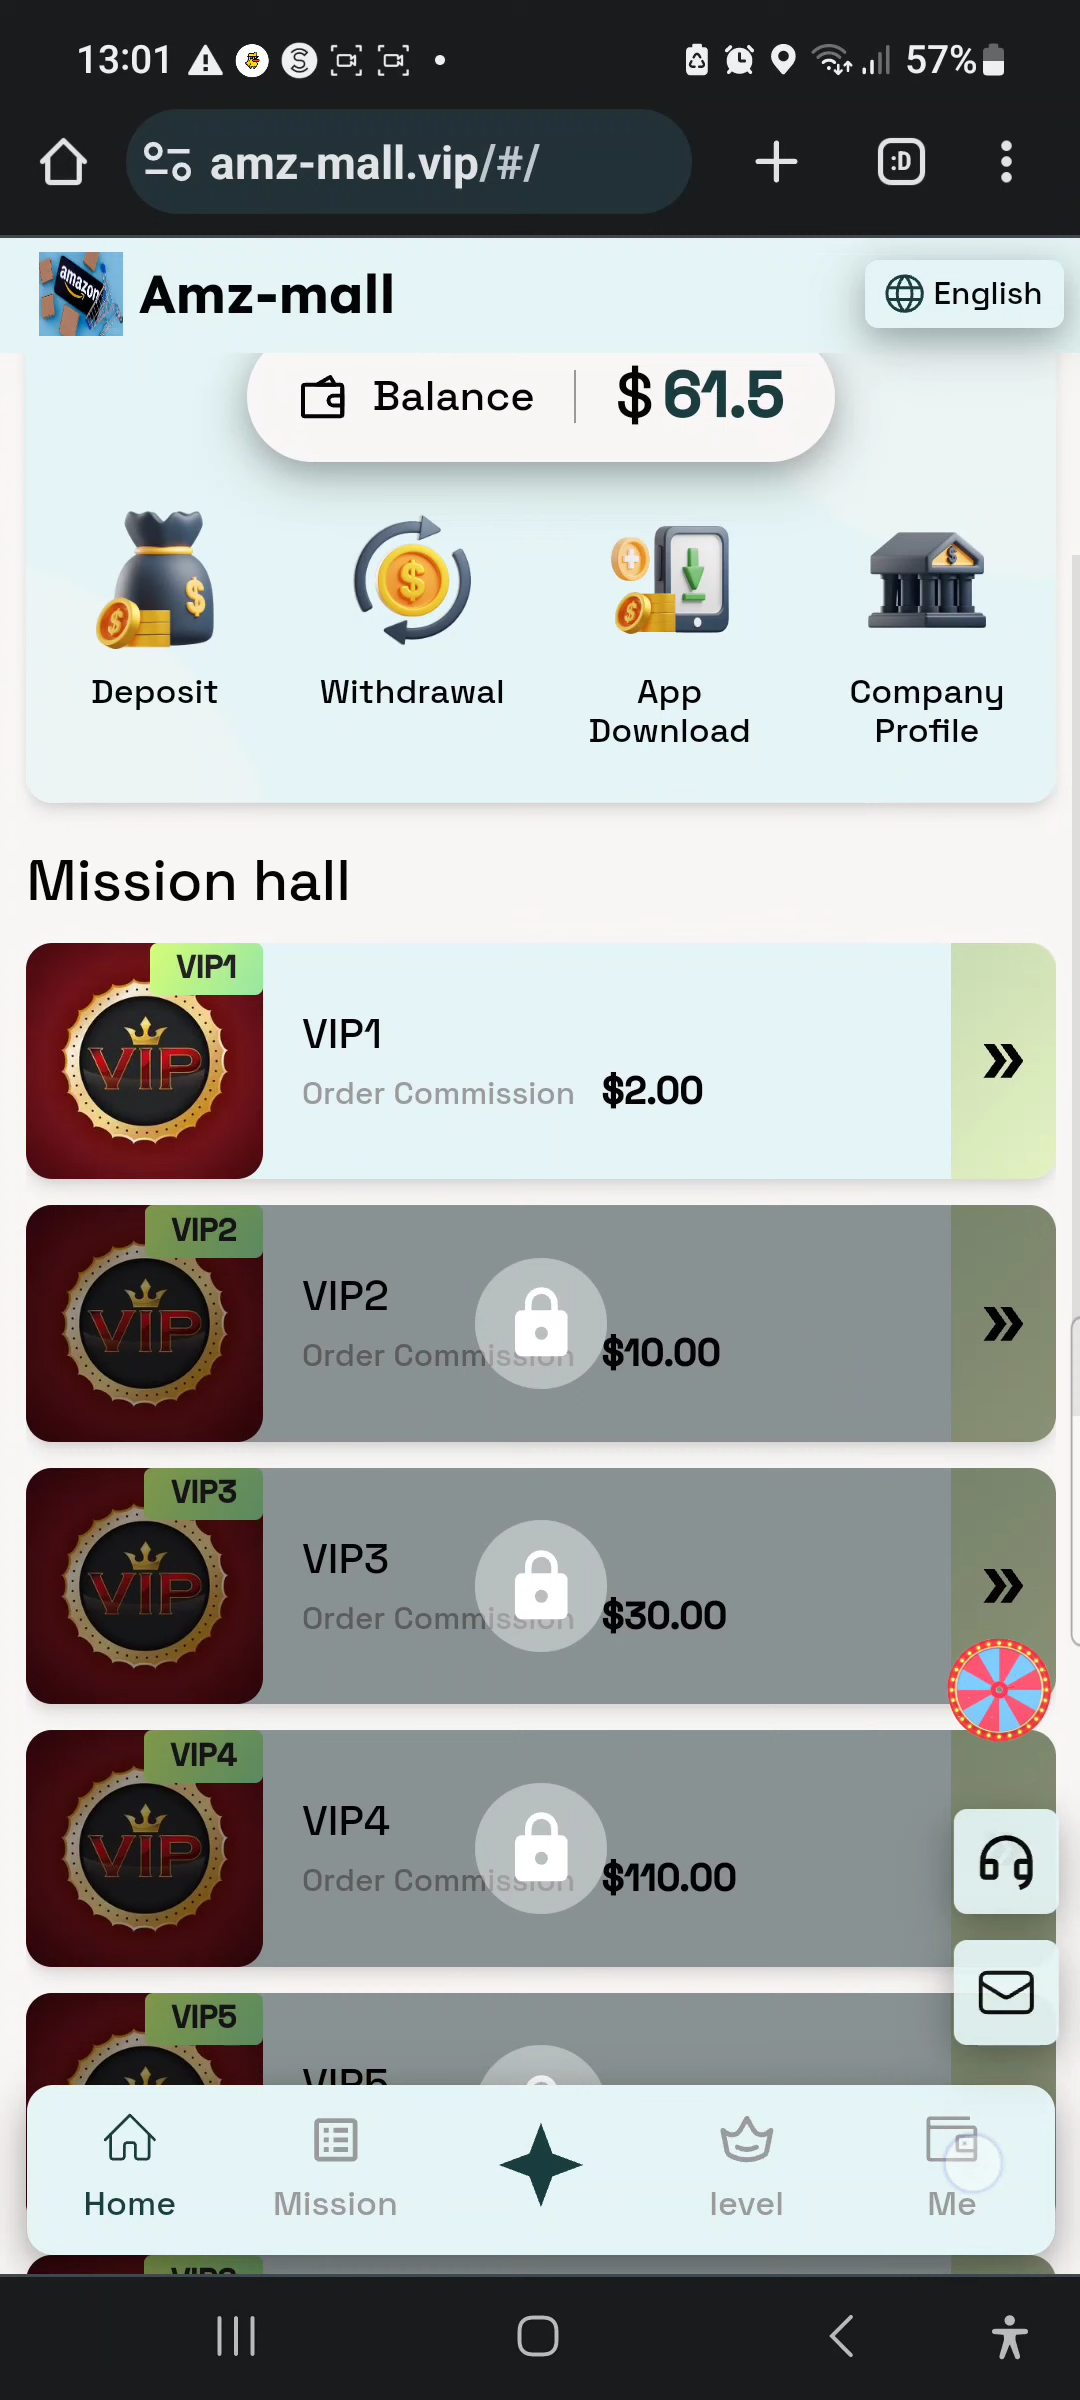 13:01
57%
amz-mall.vip/#/
:D
amazon
Amz-mall
English
Balance
$ 61.5
Deposit
Withdrawal
App Download
Company Profile
Mission hall
VIP1
VIP
VIP1
Order Commission $2.00
VIP2
VIP
VIP2
Order Commission $10.00
VIP3
VIP
VIP3
Order Commission $30.00
VIP4
VIP
VIP4
Order Commission $110.00
VIP5
VIP5
Home
Mission
level
Me